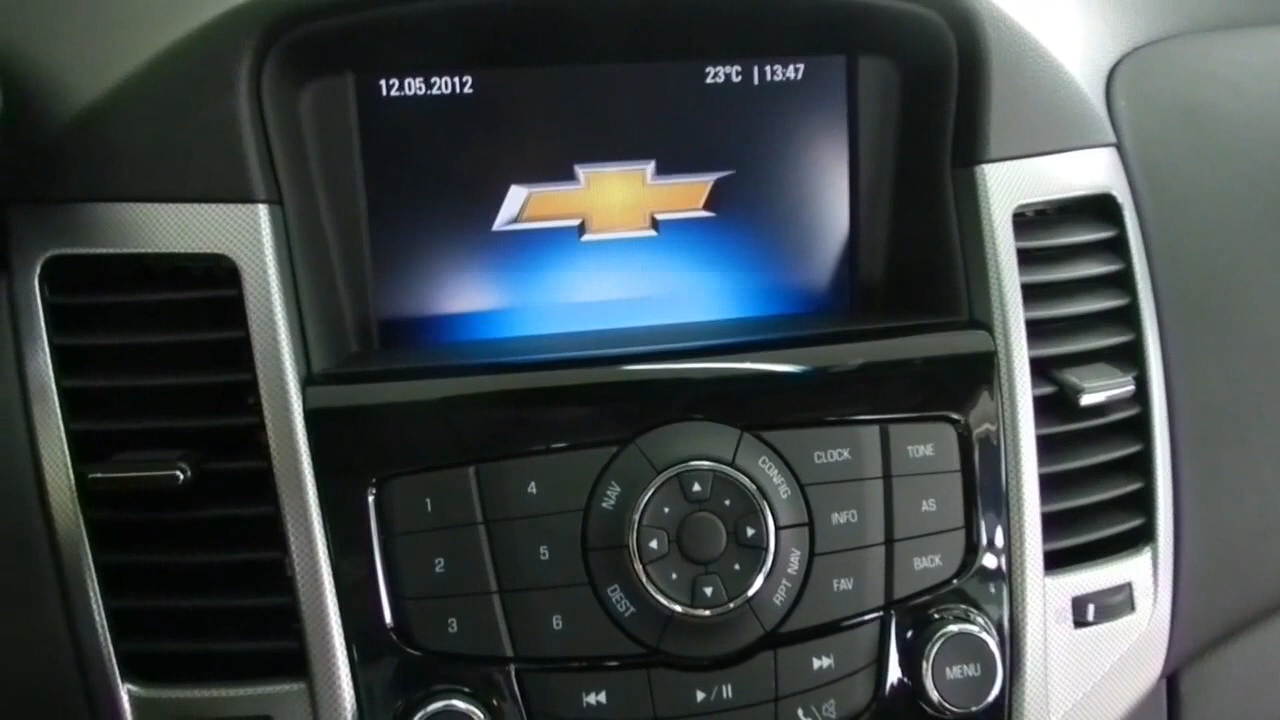 12.05.2012
23°C | 13:47
1
4
NAV
CONFIG
CLOCK
TONE
2
5
INFO
AS
3
6
DEST
RPT NAV
FAV
BACK
MENU